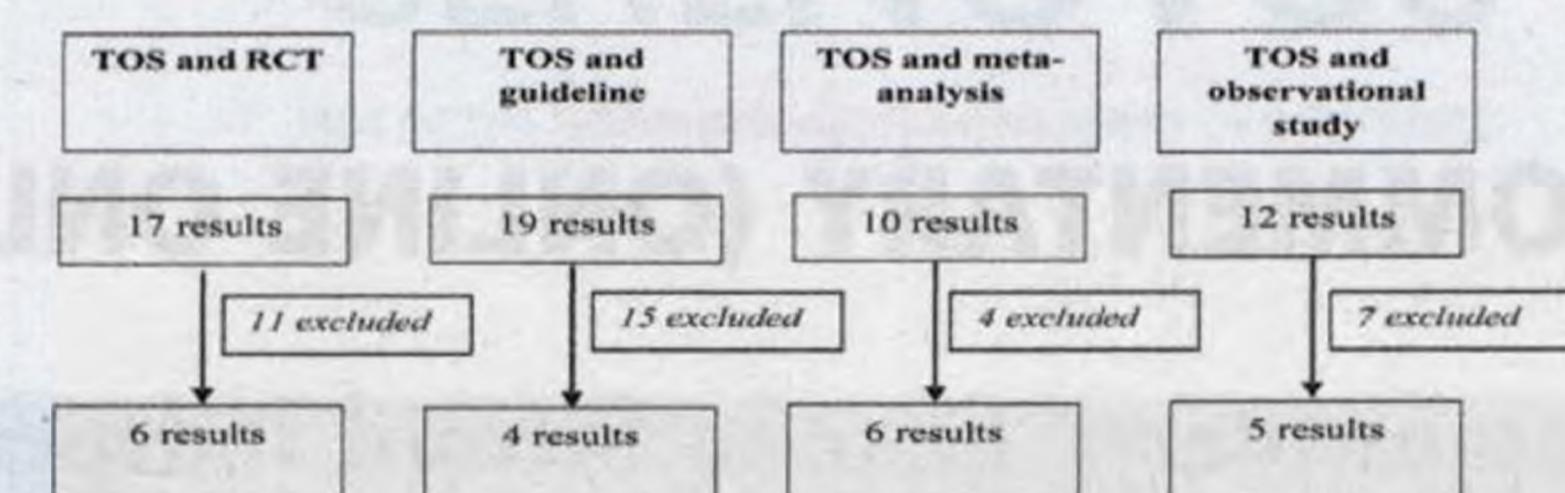 TOS and RCT
TOS and
guideline
TOS and meta-
analysis
TOS and
observational
study
17 results
19 results
10 results
12 results
11 excluded
15 excluded
4 excluded
7 excluded
6 results
4 results
6 results
5 results